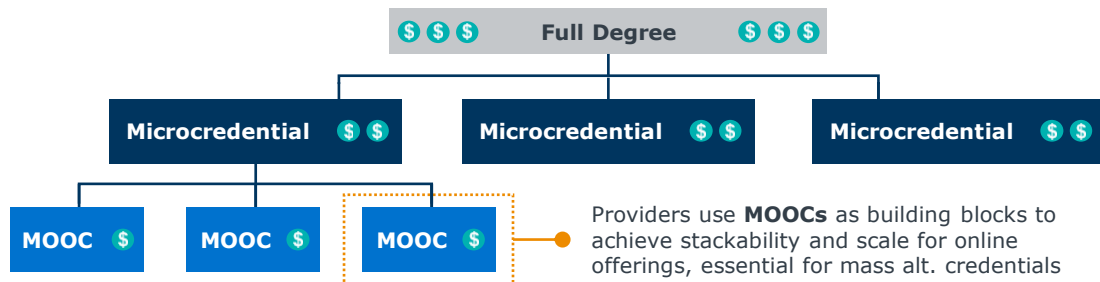 $ $ $ Full Degree $ $ $
Microcredential $ $
Microcredential $ $
Microcredential $ $
MOOC $
MOOC $
MOOC $
Providers use MOOCs as building blocks to
achieve stackability and scale for online
offerings, essential for mass alt. credentials